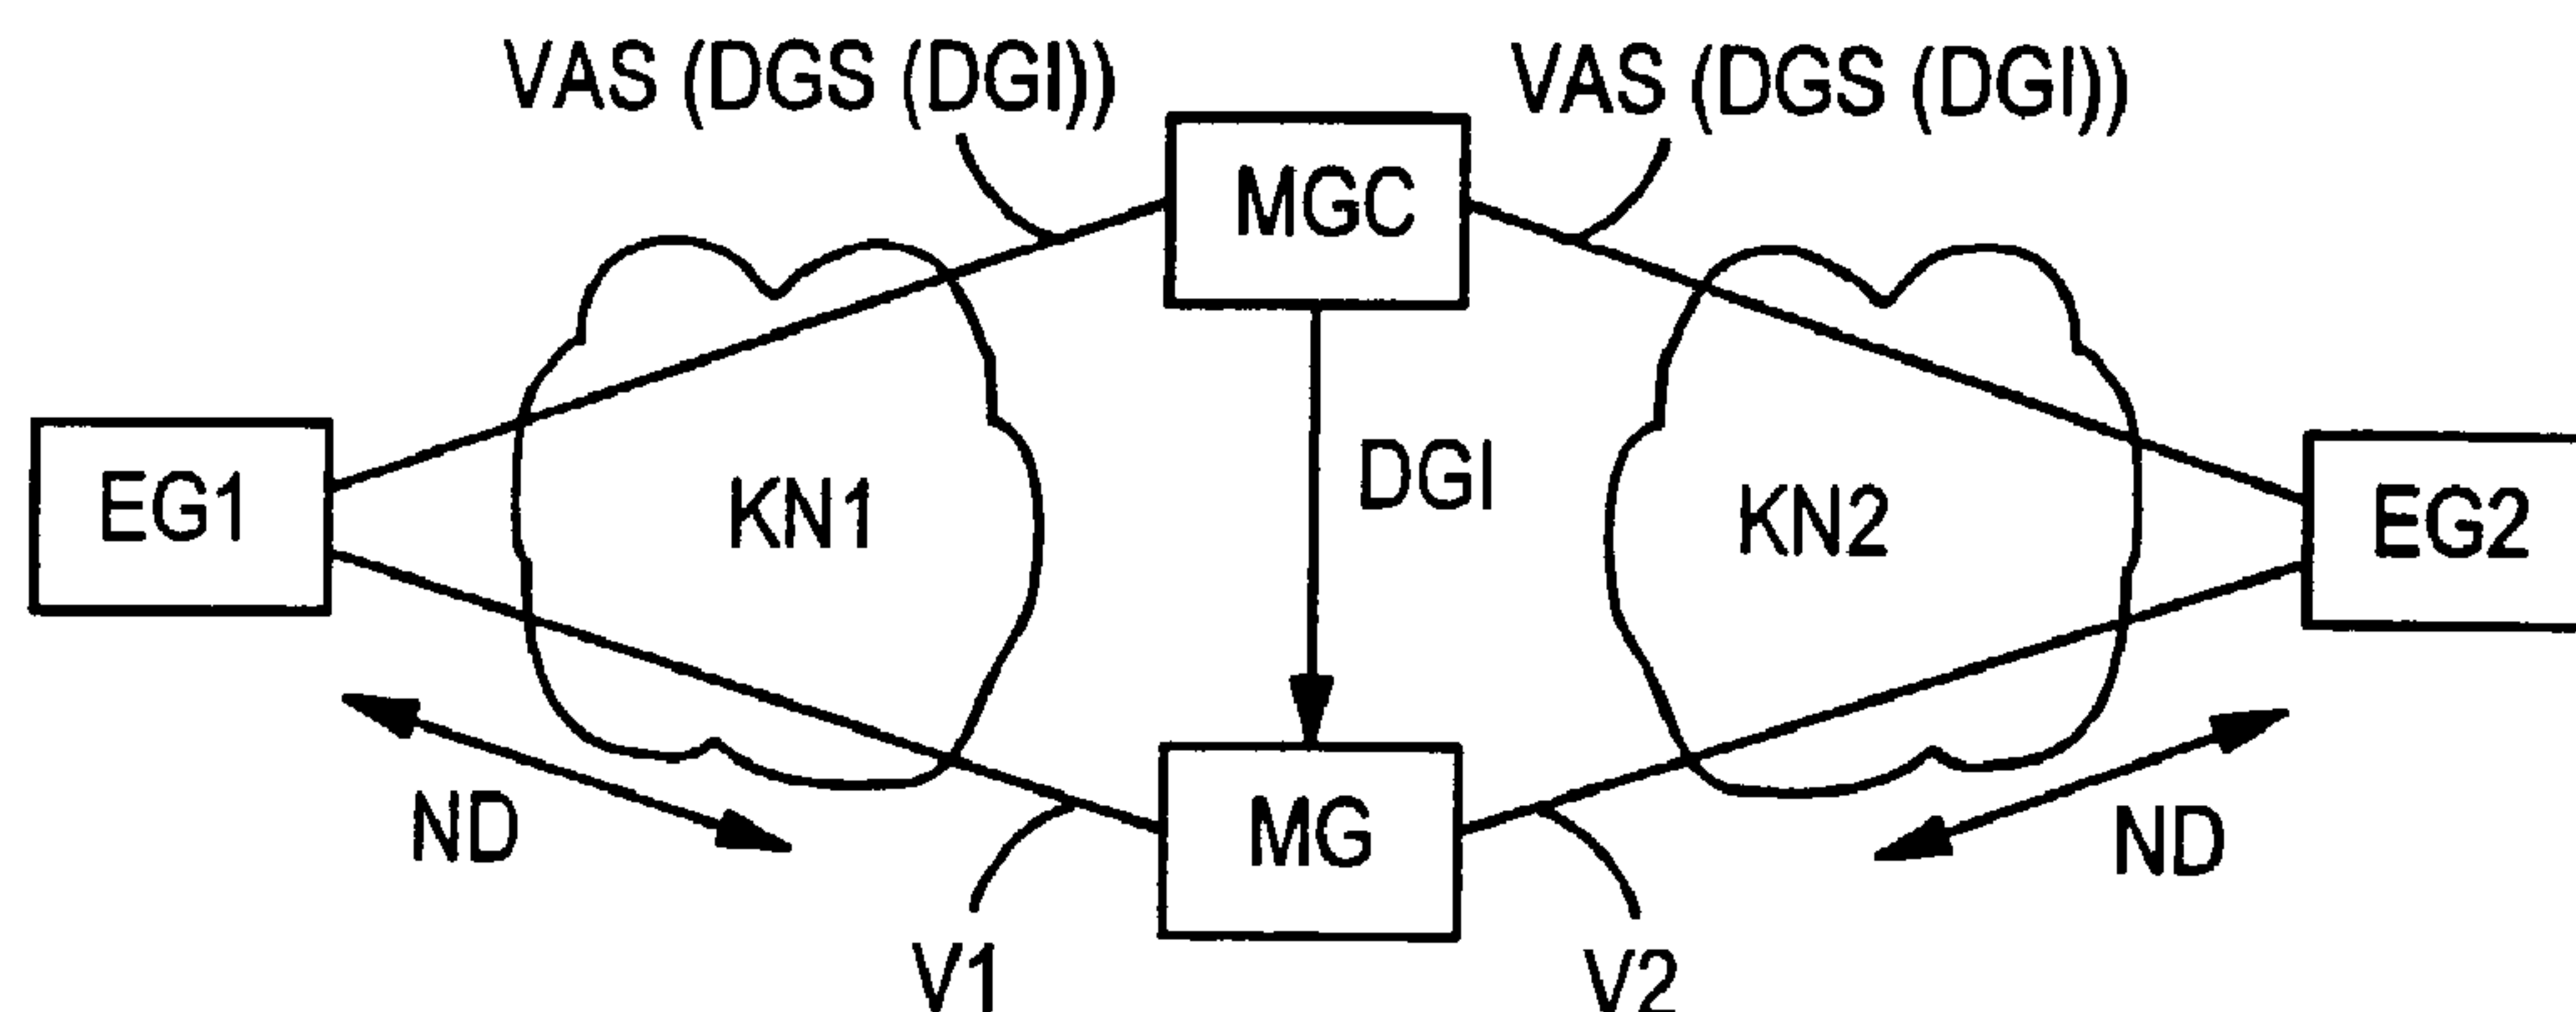 VAS (DGS (DGI))
VAS (DGS (DGI))
MGC
DGI
EG1
KN1
KN2
EG2
ND
MG
ND
V1
V2